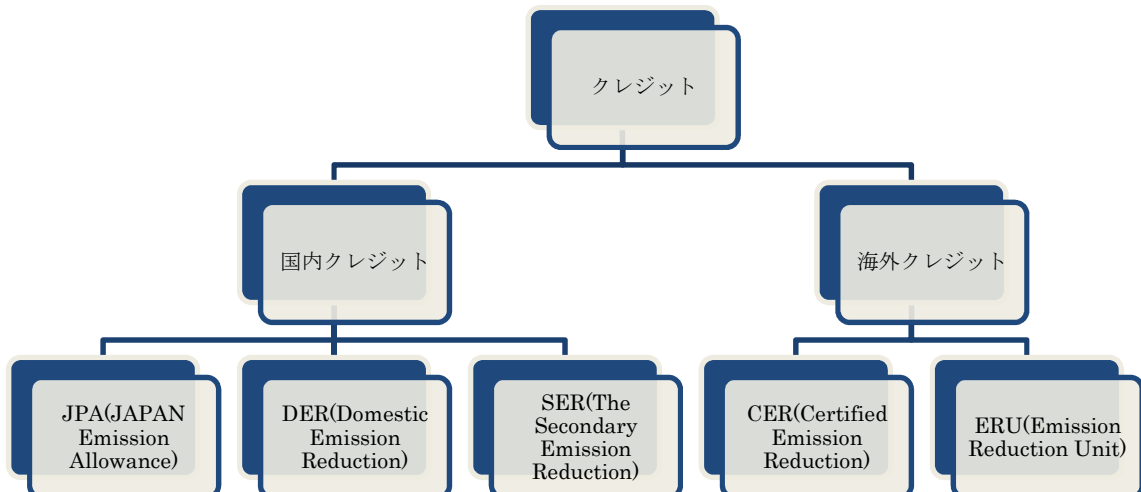 クレジット
国内クレジット
海外クレジット
JPA(JAPAN
Emission
Allowance)
DER(Domestic
Emission
Reduction)
SER(The
Secondary
Emission
Reduction)
CER(Certified
Emission
Reduction)
ERU(Emission
Reduction Unit)